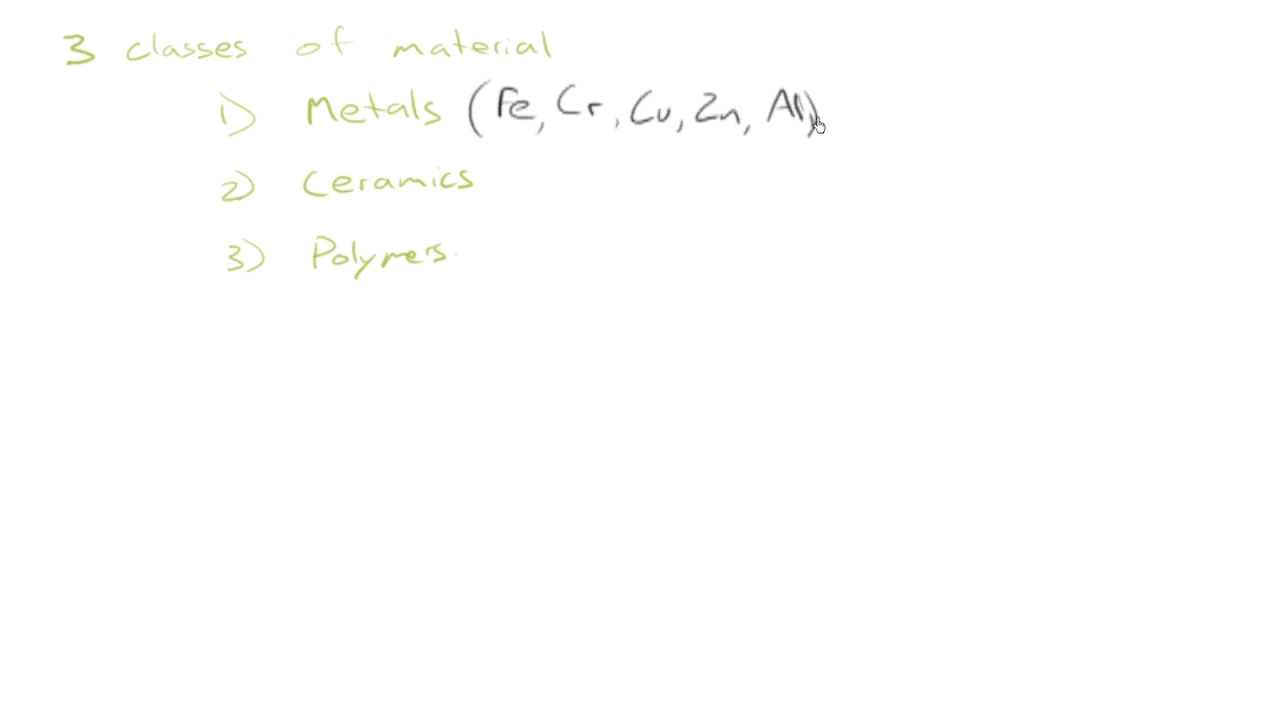 3 classes of material
1) Metals (Fe, Cr, Cu, Zn, Al)
2) Ceramics
3) Polymers.